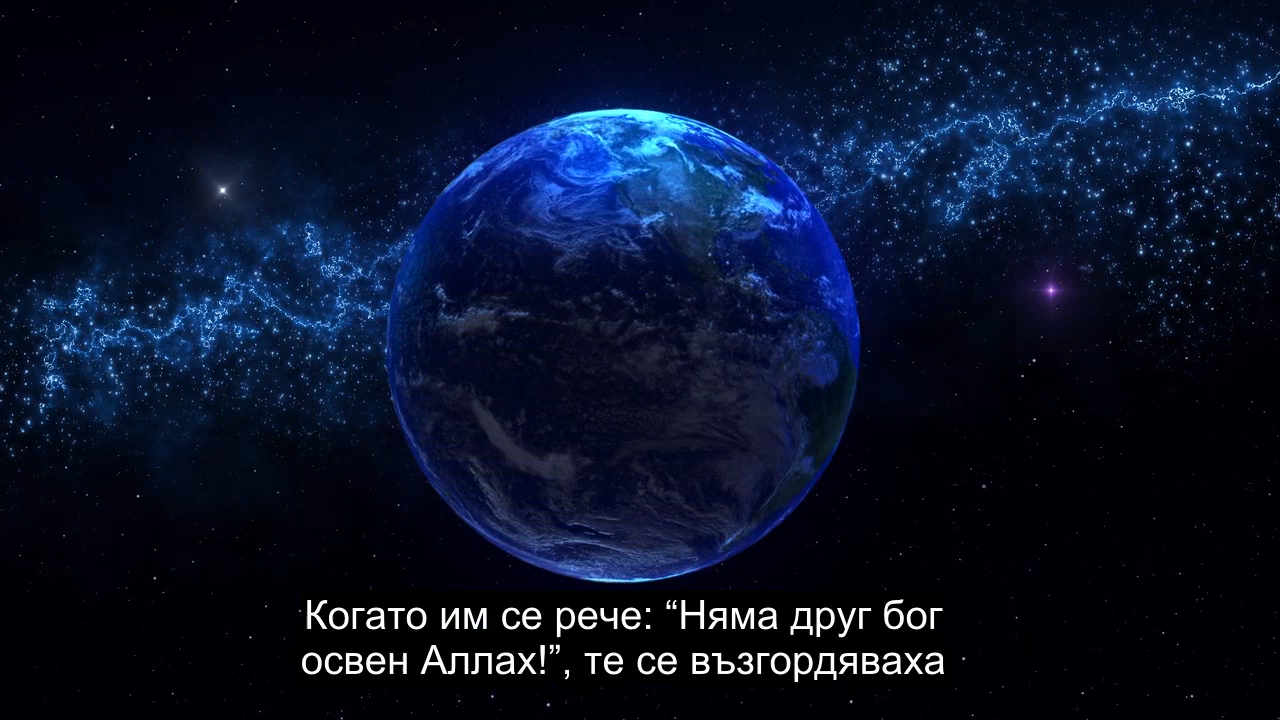 Когато им се рече: “Няма друг бог
освен Аллах!”, те се възгордяваха